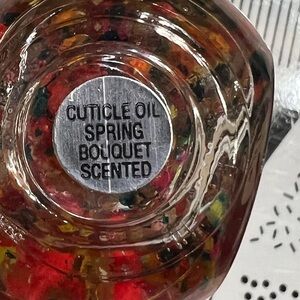 CUTICLE OIL
SPRING
BOUQUET
SCENTED